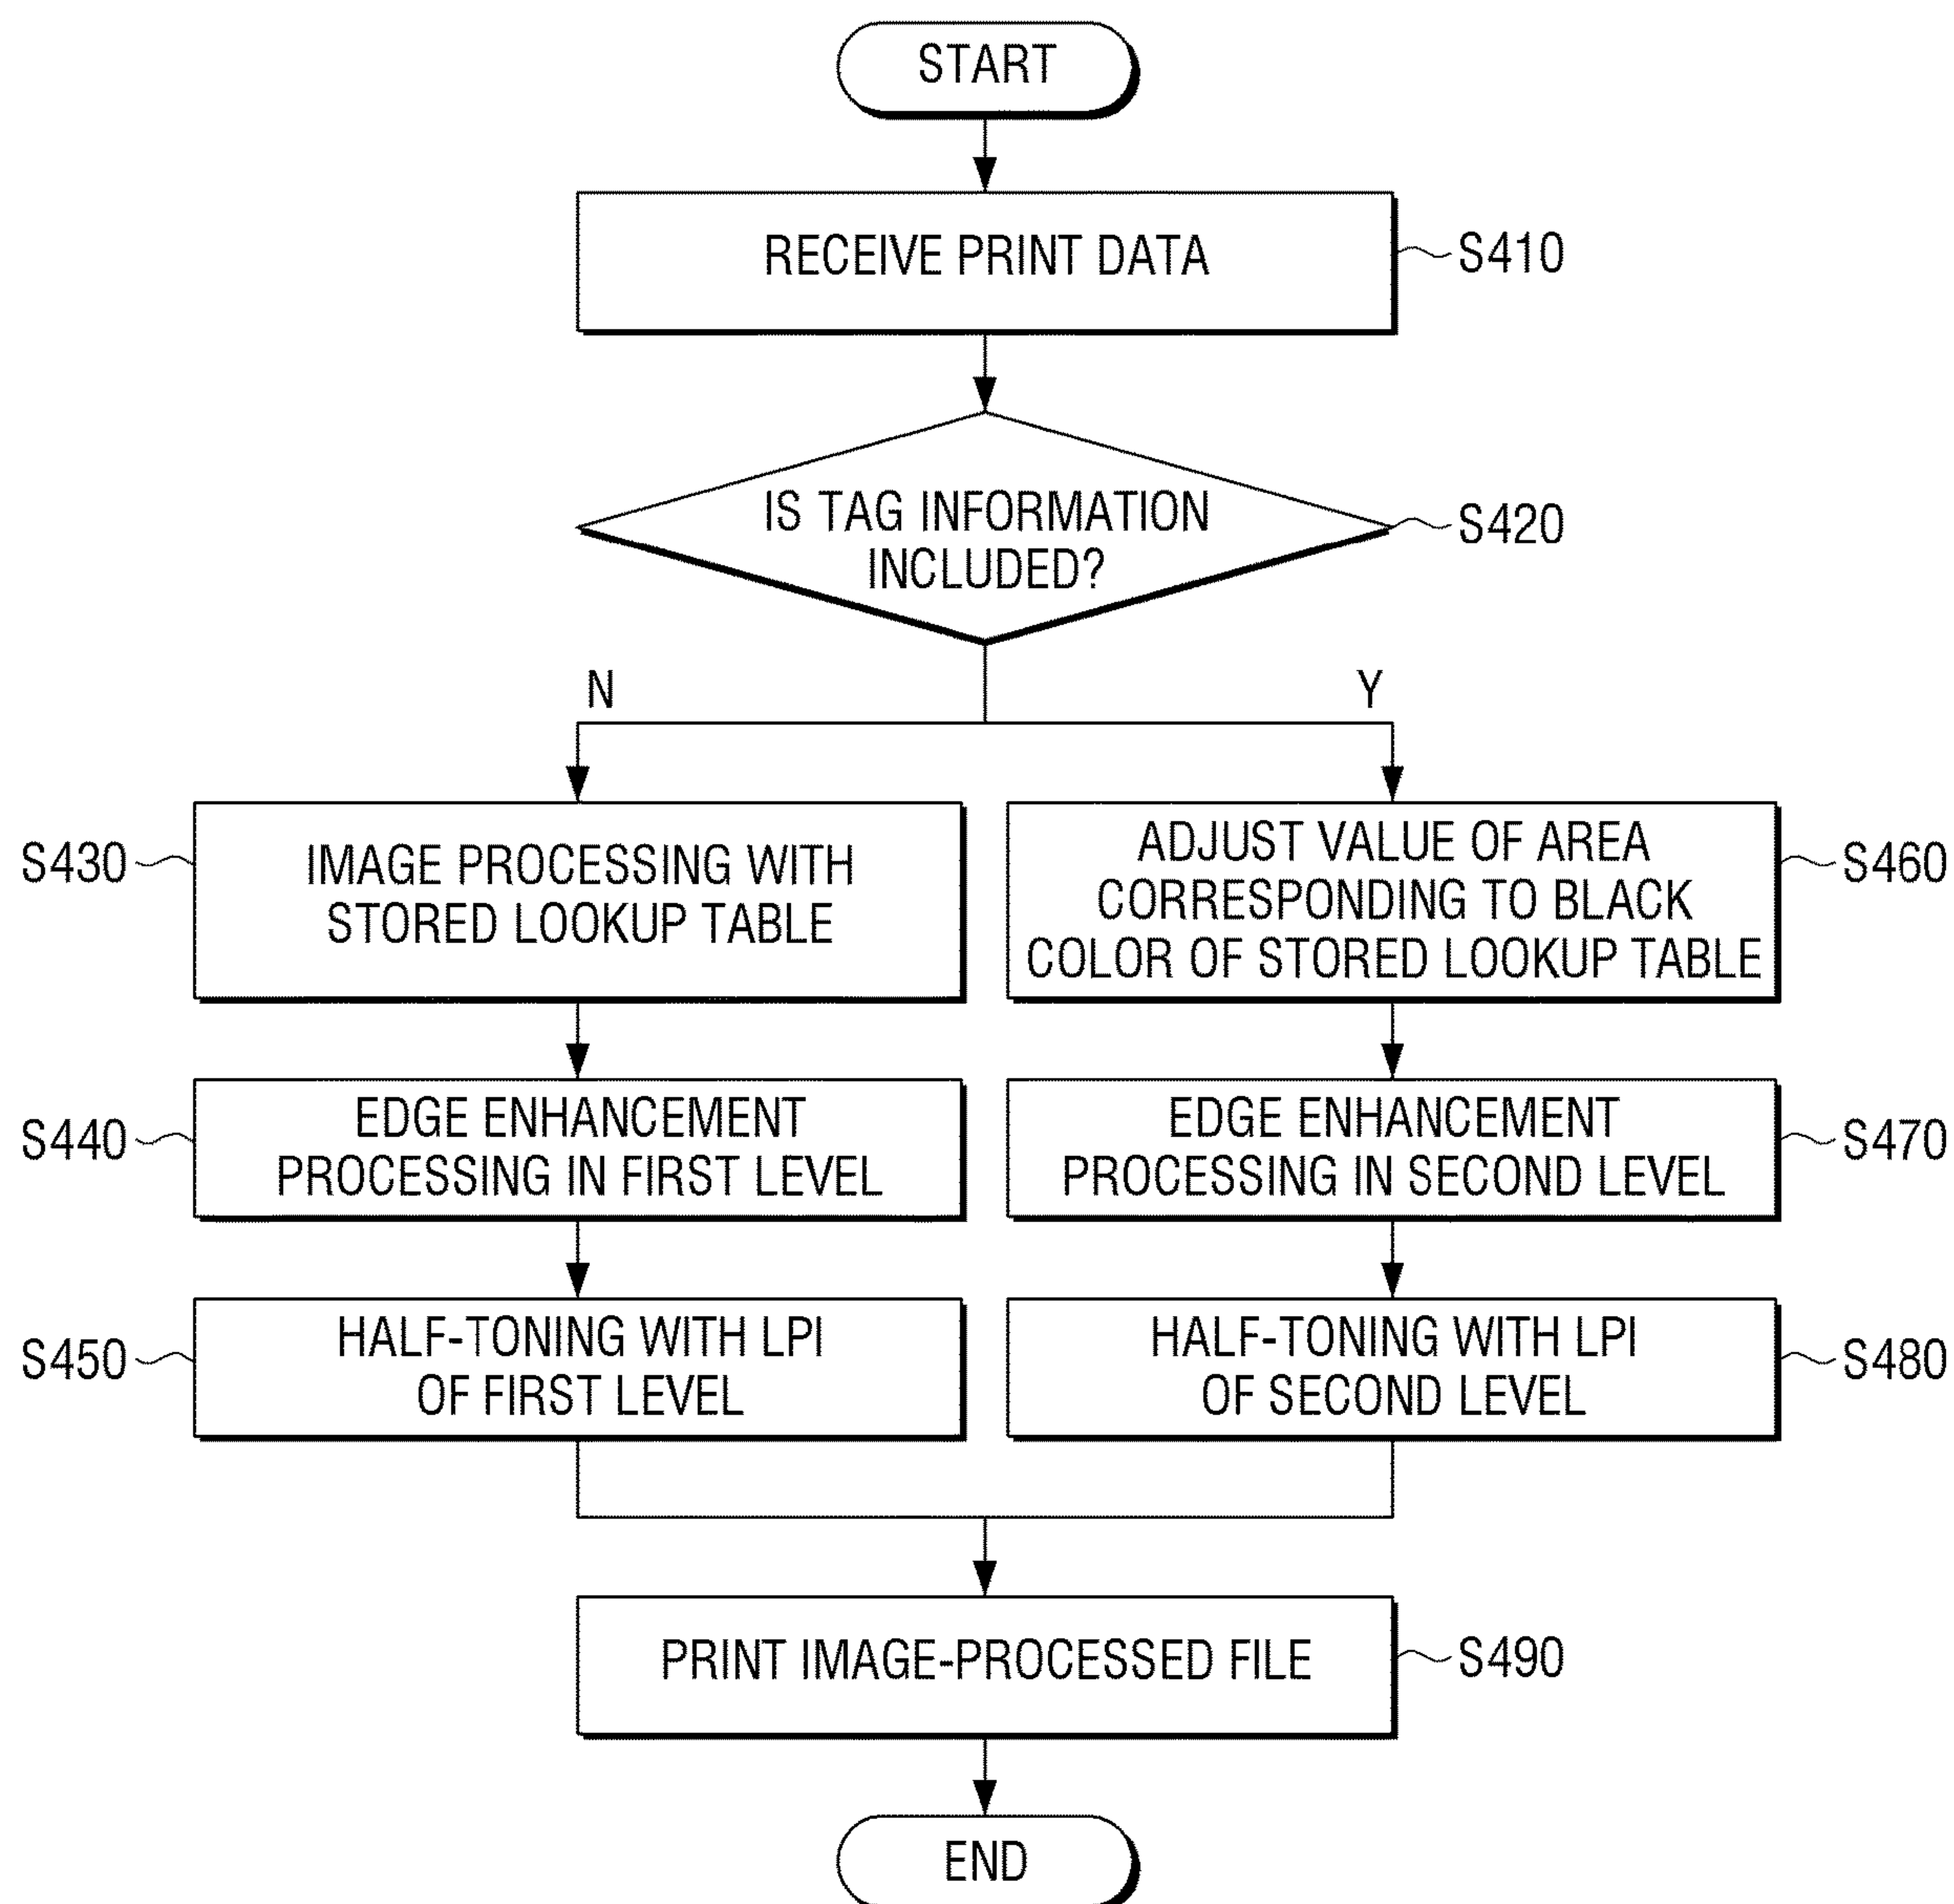 START
RECEIVE PRINT DATA
S410
IS TAG INFORMATION
INCLUDED?
S420
N
Y
S430
IMAGE PROCESSING WITH
STORED LOOKUP TABLE
ADJUST VALUE OF AREA
CORRESPONDING TO BLACK
COLOR OF STORED LOOKUP TABLE
S460
S440
EDGE ENHANCEMENT
PROCESSING IN FIRST LEVEL
EDGE ENHANCEMENT
PROCESSING IN SECOND LEVEL
S470
S450
HALF-TONING WITH LPI
OF FIRST LEVEL
HALF-TONING WITH LPI
OF SECOND LEVEL
S480
PRINT IMAGE-PROCESSED FILE
S490
END